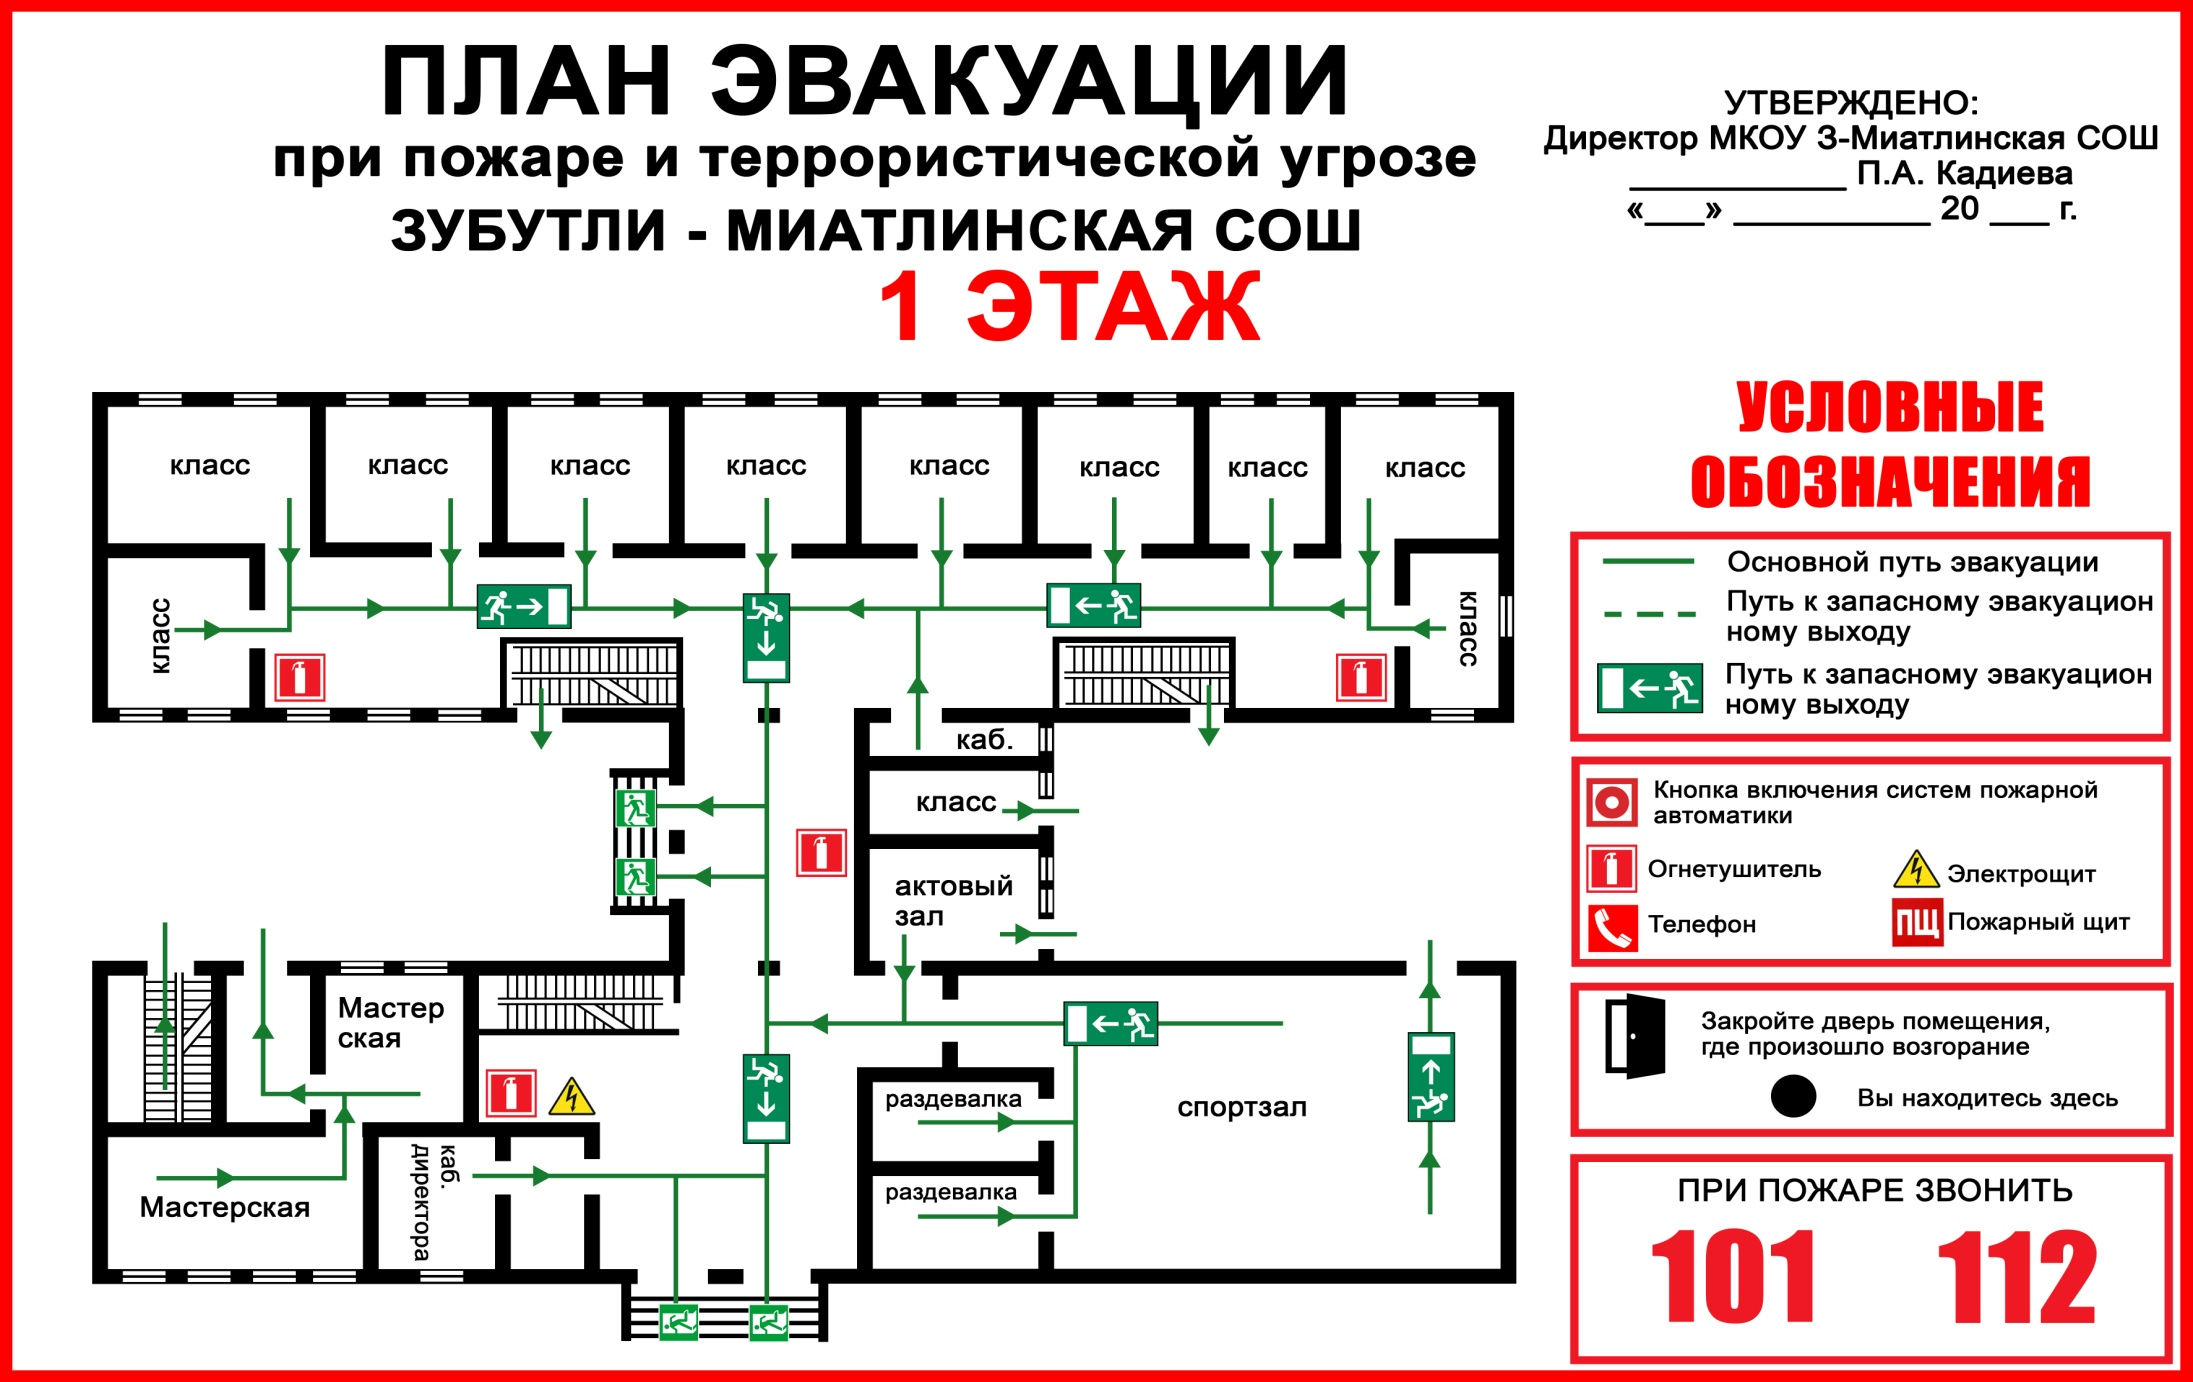 ПЛАН ЭВАКУАЦИИ
при пожаре и террористической угрозе
ЗУБУТЛИ - МИАТЛИНСКАЯ СОШ
1 ЭТАЖ
УТВЕРЖДЕНО:
Директор МКОУ З-Миатлинская СОШ
_____________ П.А. Кадиева
«___» ____________ 20 ___ г.
класс
класс
класс
класс
класс
класс
класс
класс
класс
класс
каб.
класс
актовый
зал
Мастер
ская
Мастерская
каб.
директора
раздевалка
раздевалка
спортзал
УСЛОВНЫЕ
ОБОЗНАЧЕНИЯ
Основной путь эвакуации
Путь к запасному эвакуацион
ному выходу
Путь к запасному эвакуацион
ному выходу
Кнопка включения систем пожарной
автоматики
Огнетушитель
Электрощит
Телефон
ПЩ Пожарный щит
Закройте дверь помещения,
где произошло возгорание
Вы находитесь здесь
ПРИ ПОЖАРЕ ЗВОНИТЬ
101 112